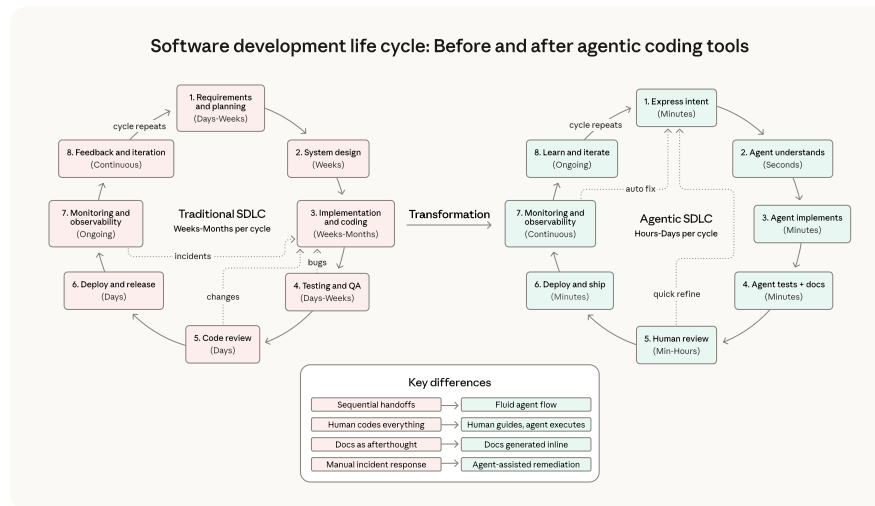 Software development life cycle: Before and after agentic coding tools
1. Requirements
and planning
(Days-Weeks)
cycle repeats
8. Feedback and iteration
(Continuous)
2. System design
(Weeks)
7. Monitoring and
observability
(Ongoing)
Traditional SDLC
Weeks-Months per cycle
3. Implementation
and coding
(Weeks-Months)
incidents
bugs
6. Deploy and release
(Days)
changes
4. Testing and QA
(Days-Weeks)
5. Code review
(Days)
Transformation
1. Express intent
(Minutes)
cycle repeats
8. Learn and iterate
(Ongoing)
2. Agent understands
(Seconds)
auto fix
7. Monitoring and
observability
(Continuous)
Agentic SDLC
Hours-Days per cycle
3. Agent implements
(Minutes)
6. Deploy and ship
(Minutes)
quick refine
4. Agent tests + docs
(Minutes)
5. Human review
(Min-Hours)
Key differences
Sequential handoffs
Fluid agent flow
Human codes everything
Human guides, agent executes
Docs as afterthought
Docs generated inline
Manual incident response
Agent-assisted remediation